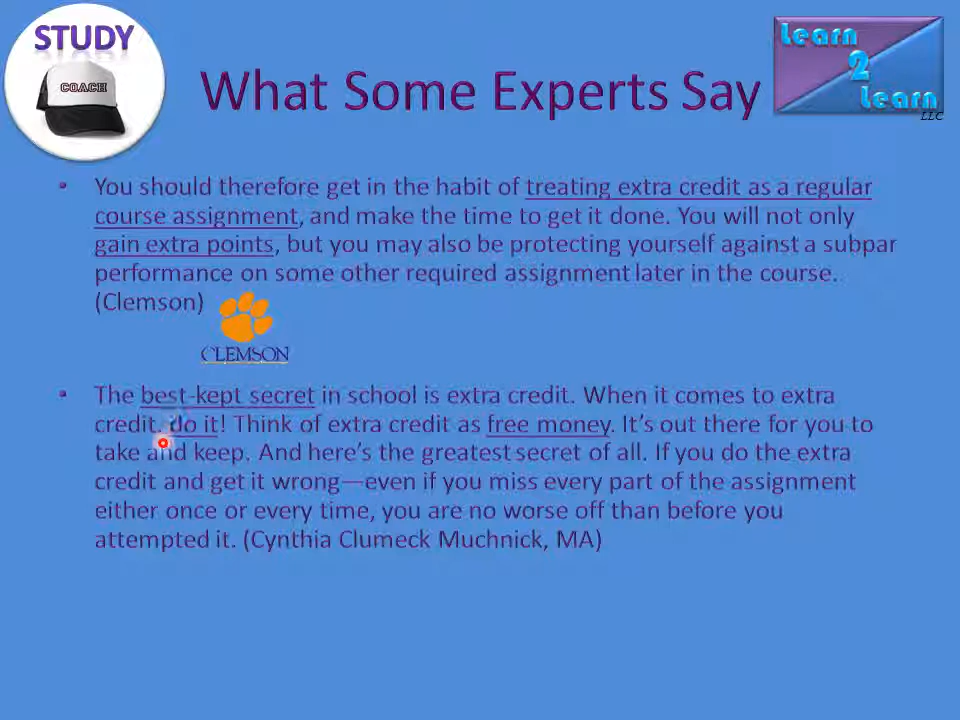 STUDY
COACH
Learn
2
Learn
LLC
What Some Experts Say
• You should therefore get in the habit of treating extra credit as a regular
course assignment, and make the time to get it done. You will not only
gain extra points, but you may also be protecting yourself against a subpar
performance on some other required assignment later in the course.
(Clemson)
CLEMSON
• The best-kept secret in school is extra credit. When it comes to extra
credit, do it! Think of extra credit as free money. It's out there for you to
take and keep. And here's the greatest secret of all. If you do the extra
credit and get it wrong—even if you miss every part of the assignment
either once or every time, you are no worse off than before you
attempted it. (Cynthia Clumeck Muchnick, MA)